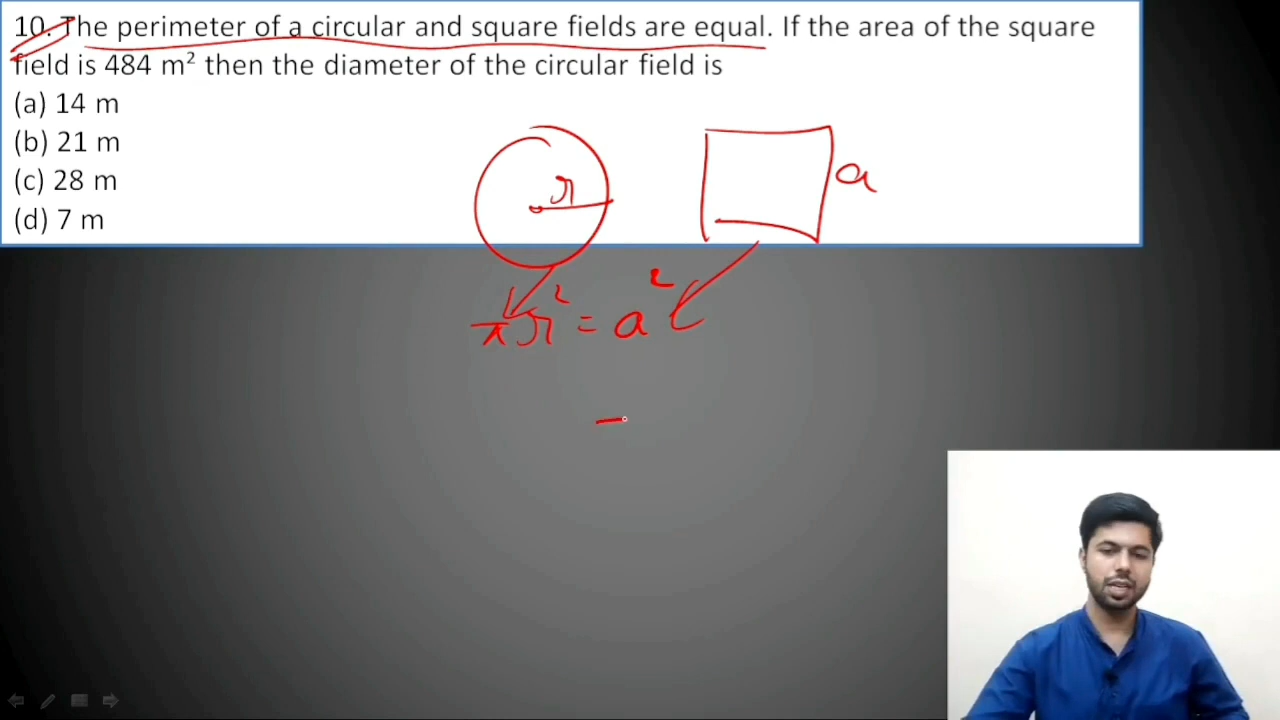 10. The perimeter of a circular and square fields are equal. If the area of the square
field is 484 m² then the diameter of the circular field is
(a) 14 m
(b) 21 m
(c) 28 m
(d) 7 m
r
a
πr² = a²